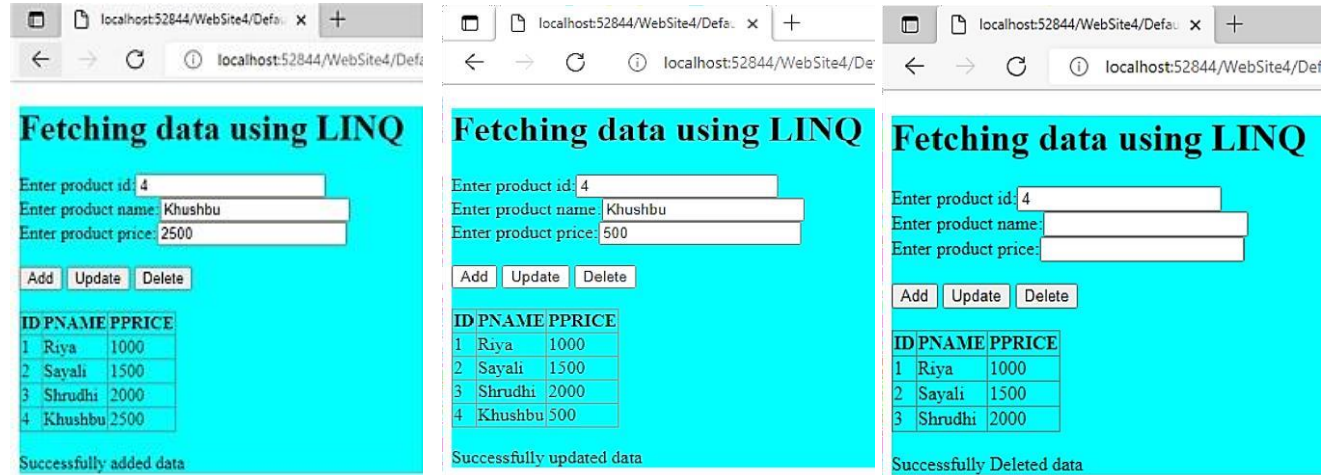 localhost:52844/WebSite4/Defau
localhost:52844/WebSite4/Defa
Fetching data using LINQ
Enter product id: 4
Enter product name: Khushbu
Enter product price: 2500
Add Update Delete
ID PNAME PPRICE
1 Riya 1000
2 Sayali 1500
3 Shrudhi 2000
4 Khushbu 2500
Successfully added data
localhost:52844/WebSite4/Defa
localhost:52844/WebSite4/De
Fetching data using LINQ
Enter product id: 4
Enter product name: Khushbu
Enter product price: 500
Add Update Delete
ID PNAME PPRICE
1 Riya 1000
2 Sayali 1500
3 Shrudhi 2000
4 Khushbu 500
Successfully updated data
localhost:52844/WebSite4/Defau
localhost:52844/WebSite4/Def
Fetching data using LINQ
Enter product id: 4
Enter product name:
Enter product price:
Add Update Delete
ID PNAME PPRICE
1 Riya 1000
2 Sayali 1500
3 Shrudhi 2000
Successfully Deleted data